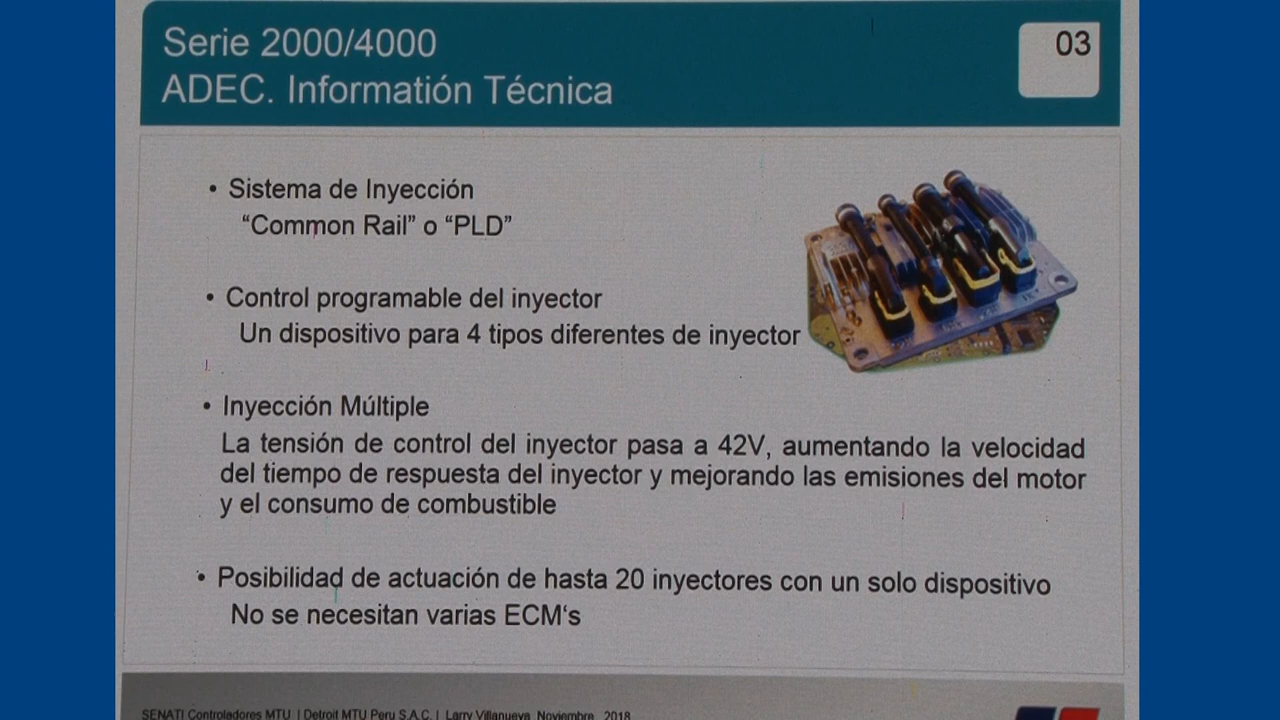 Serie 2000/4000
ADEC. Informatión Técnica
03
• Sistema de Inyección
“Common Rail” o “PLD”
• Control programable del inyector
Un dispositivo para 4 tipos diferentes de inyector
• Inyección Múltiple
La tensión de control del inyector pasa a 42V, aumentando la velocidad
del tiempo de respuesta del inyector y mejorando las emisiones del motor
y el consumo de combustible
• Posibilidad de actuación de hasta 20 inyectores con un solo dispositivo
No se necesitan varias ECM‘s
SENATI Controladores MTU | Detroit MTU Peru S.A.C. | Larry Villanueva Noviembre 2018